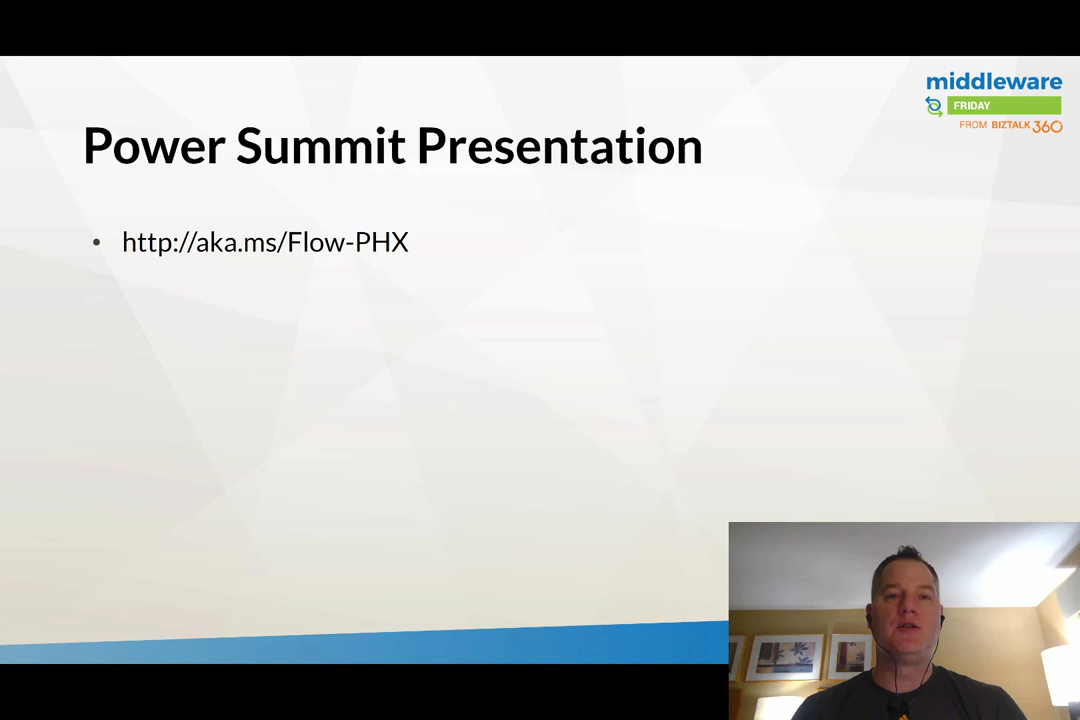 middleware
FRIDAY
FROM BIZTALK 360
Power Summit Presentation
• http://aka.ms/Flow-PHX